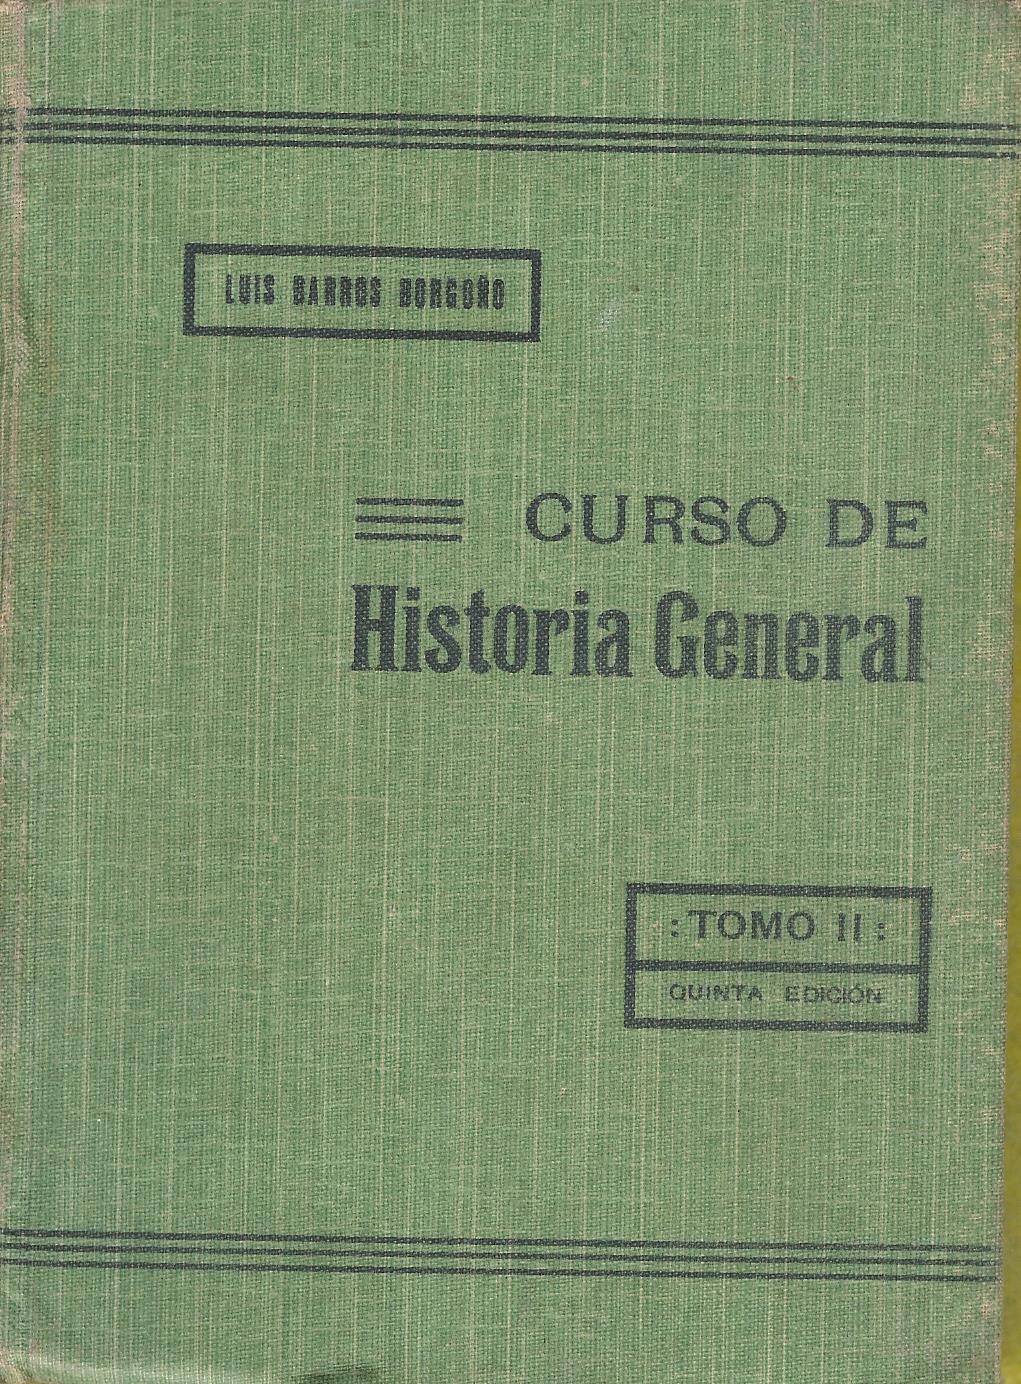 LUIS BARROS BORGOÑO
CURSO DE
Historia General
: TOMO II :
QUINTA EDICIÓN